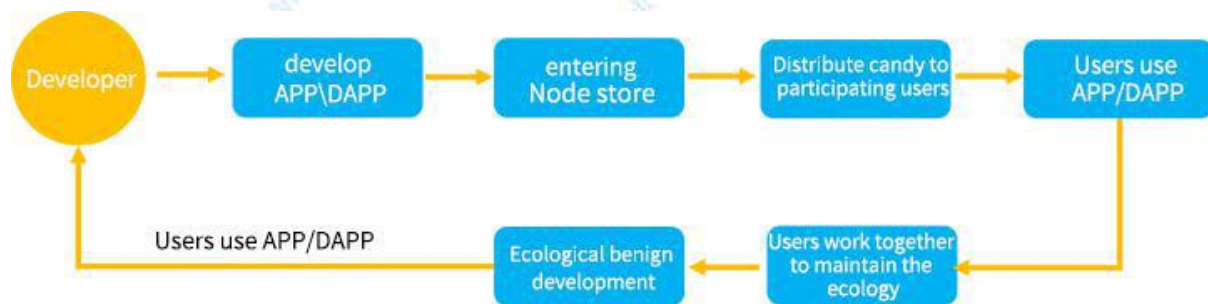 Developer
develop
APP\DAPP
entering
Node store
Distribute candy to
participating users
Users use
APP/DAPP
Users use APP/DAPP
Ecological benign
development
Users work together
to maintain the
ecology